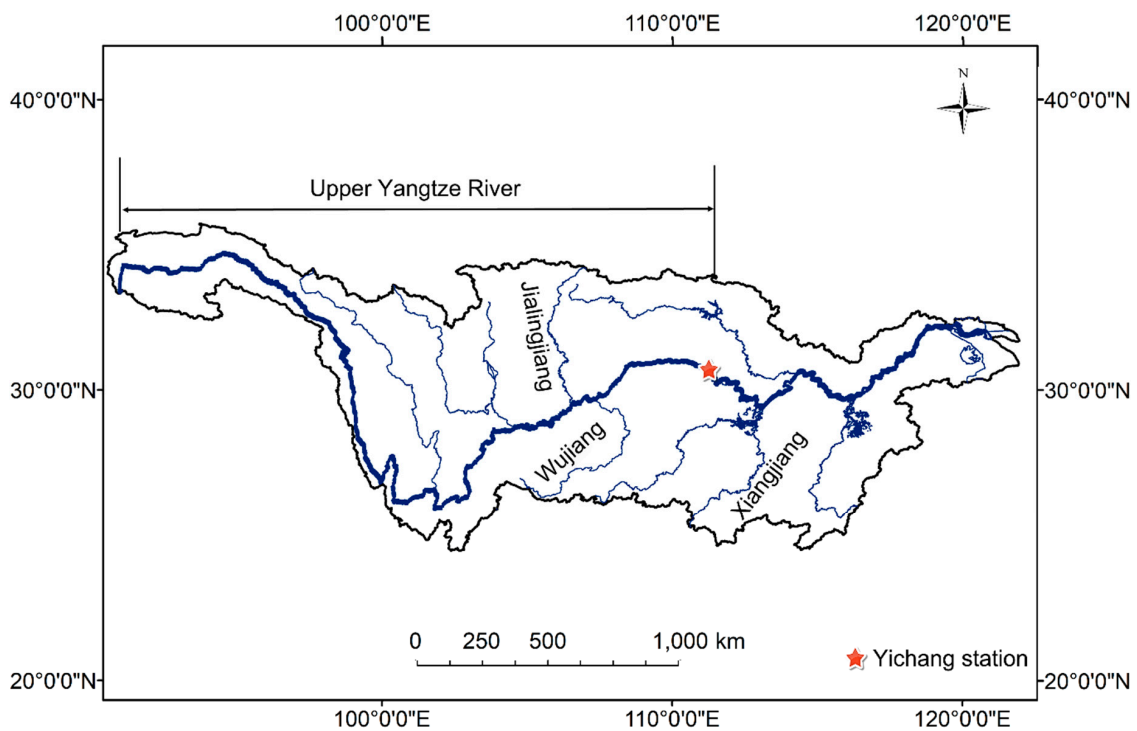 100°0'0"E 110°0'0"E 120°0'0"E
N
40°0'0"N 40°0'0"N
Upper Yangtze River
Jialingjiang
30°0'0"N 30°0'0"N
Wujiang
Xiangjiang
0 250 500 1,000 km
Yichang station
20°0'0"N 20°0'0"N
100°0'0"E 110°0'0"E 120°0'0"E